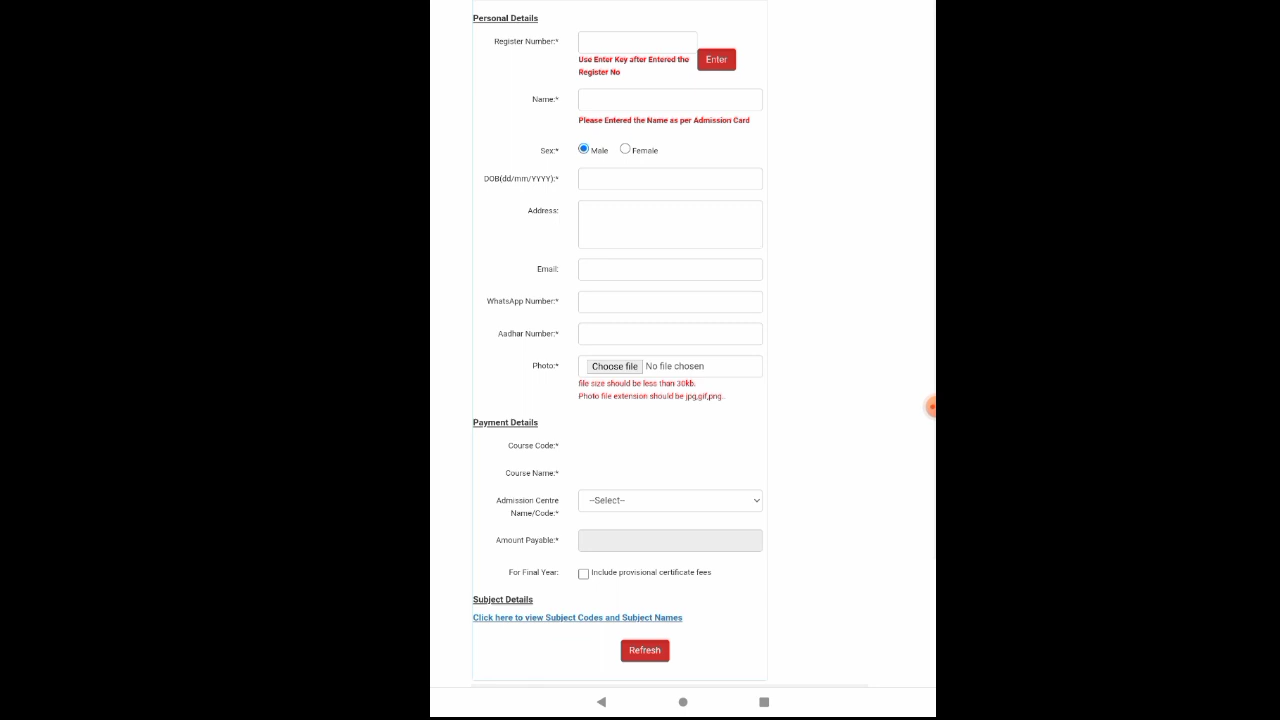 Personal Details
Register Number:*
Use Enter Key after Entered the
Register No
Enter
Name:*
Please Entered the Name as per Admission Card
Sex:* Male Female
DOB(dd/mm/YYYY):*
Address:
Email:
WhatsApp Number:*
Aadhar Number:*
Photo:* Choose file No file chosen
file size should be less than 30kb.
Photo file extension should be jpg,gif,png..
Payment Details
Course Code:*
Course Name:*
Admission Centre
Name/Code:*
--Select--
Amount Payable:*
For Final Year: Include provisional certificate fees
Subject Details
Click here to view Subject Codes and Subject Names
Refresh